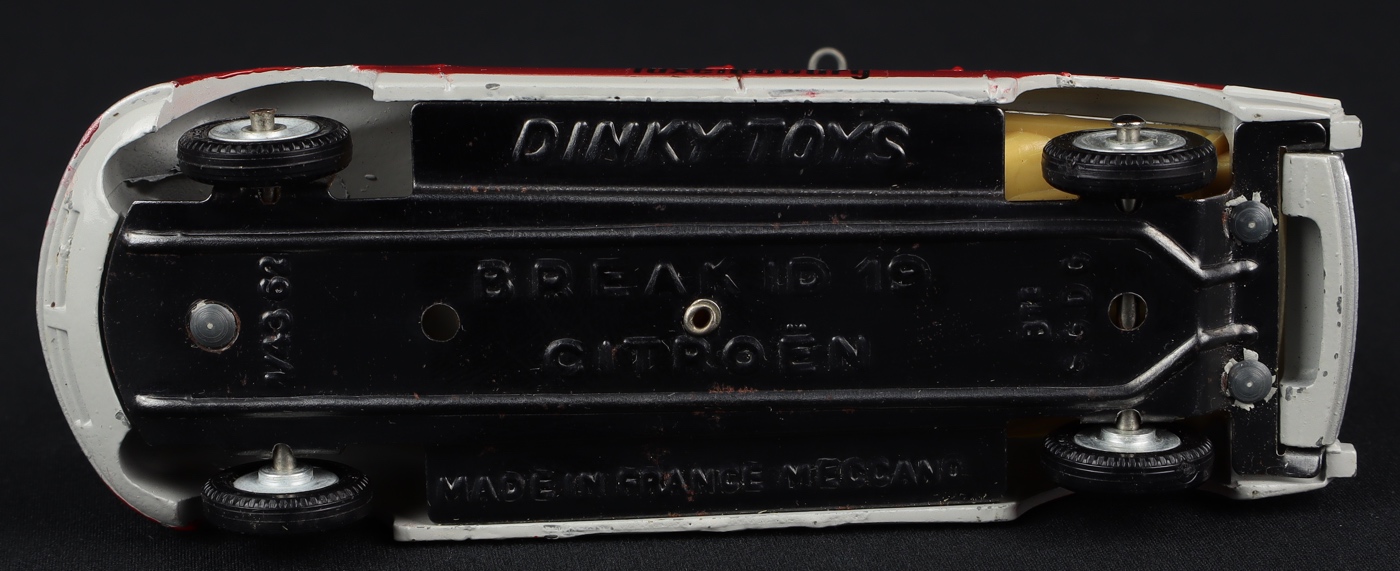 DINKY TOYS
BREAK ID 19
CITROËN
MADE IN FRANCE MECCANO